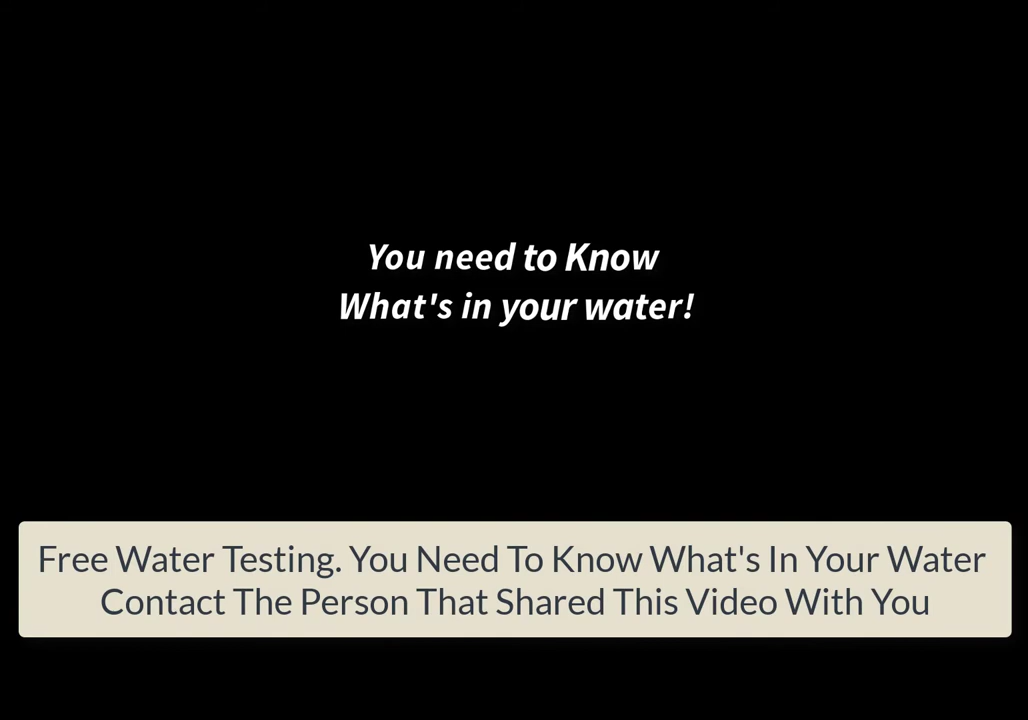 You need to Know
What's in your water!
Free Water Testing. You Need To Know What's In Your Water
Contact The Person That Shared This Video With You